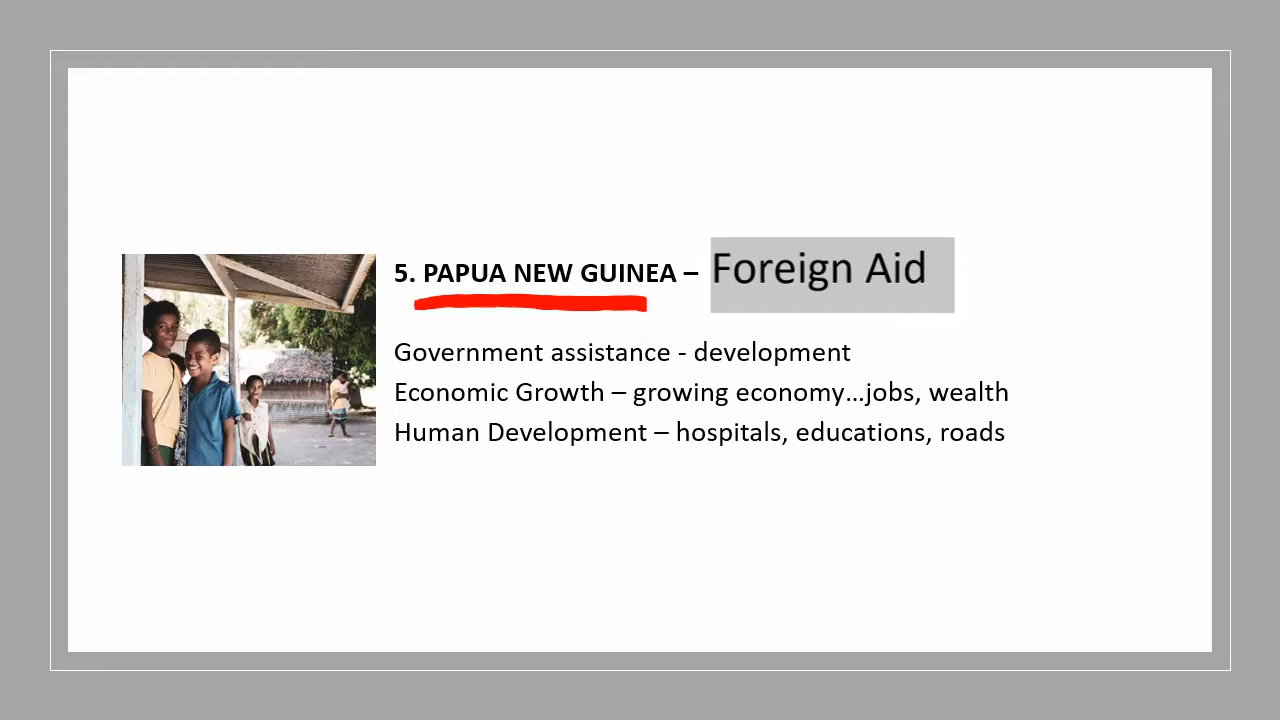 5. PAPUA NEW GUINEA – Foreign Aid
Government assistance - development
Economic Growth – growing economy…jobs, wealth
Human Development – hospitals, educations, roads